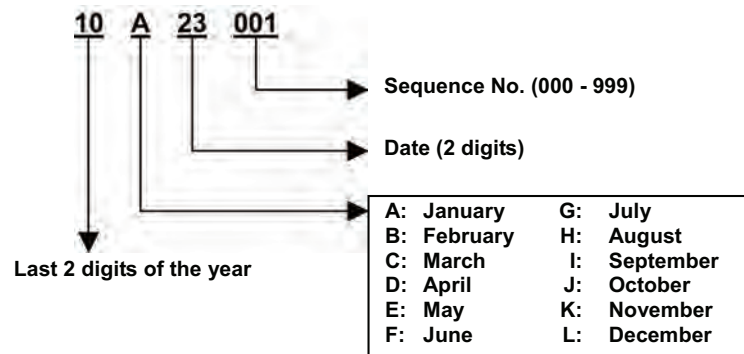 10 A 23 001
Sequence No. (000 - 999)
Date (2 digits)
A: January G: July
B: February H: August
C: March I: September
Last 2 digits of the year
D: April J: October
E: May K: November
F: June L: December